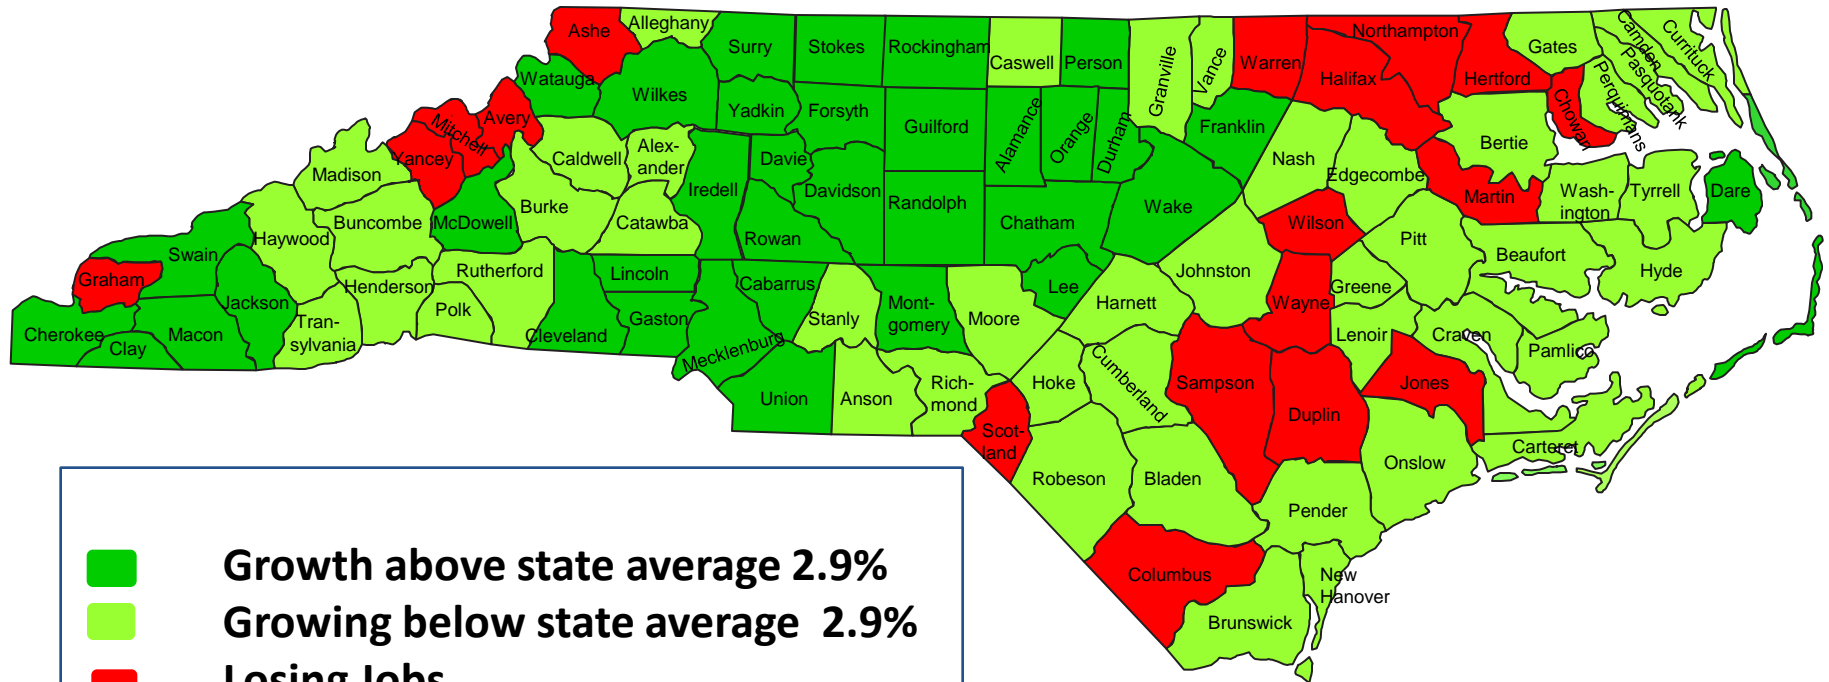 Ashe
Alleghany
Surry
Stokes
Rockingham
Caswell
Person
Granville
Vance
Warren
Northampton
Halifax
Hertford
Gates
Camden
Pasquotank
Currituck
Perquimans
Chowan
Watauga
Wilkes
Yadkin
Forsyth
Guilford
Alamance
Orange
Durham
Franklin
Nash
Edgecombe
Bertie
Martin
Wash-
ington
Tyrrell
Dare
Avery
Mitchell
Yancey
Madison
Caldwell
Alex-
ander
Iredell
Davie
Davidson
Randolph
Chatham
Wake
Wilson
Pitt
Beaufort
Hyde
Buncombe
McDowell
Burke
Catawba
Rowan
Haywood
Swain
Graham
Jackson
Cherokee
Clay
Macon
Tran-
sylvania
Henderson
Polk
Rutherford
Cleveland
Lincoln
Gaston
Mecklenburg
Cabarrus
Stanly
Mont-
gomery
Moore
Lee
Harnett
Johnston
Wayne
Greene
Lenoir
Craven
Pamlico
Union
Anson
Rich-
mond
Scot-
land
Hoke
Cumberland
Sampson
Duplin
Jones
Carteret
Onslow
Robeson
Bladen
Pender
Columbus
New
Hanover
Brunswick
Growth above state average 2.9%
Growing below state average 2.9%
Losing Jobs